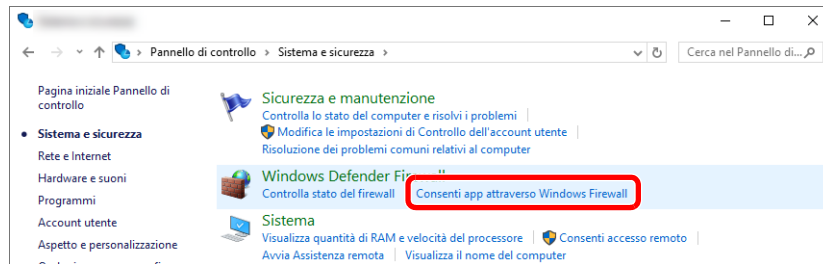 Pannello di controllo > Sistema e sicurezza >
Cerca nel Pannello di...
Pagina iniziale Pannello di
controllo
Sistema e sicurezza
Rete e Internet
Hardware e suoni
Programmi
Account utente
Aspetto e personalizzazione
Sicurezza e manutenzione
Controlla lo stato del computer e risolvi i problemi
Modifica le impostazioni di Controllo dell'account utente
Risoluzione dei problemi comuni relativi al computer
Windows Defender
Controlla stato del firewall
Consenti app attraverso Windows Firewall
Sistema
Visualizza quantità di RAM e velocità del processore
Consenti accesso remoto
Avvia Assistenza remota
Visualizza il nome del computer